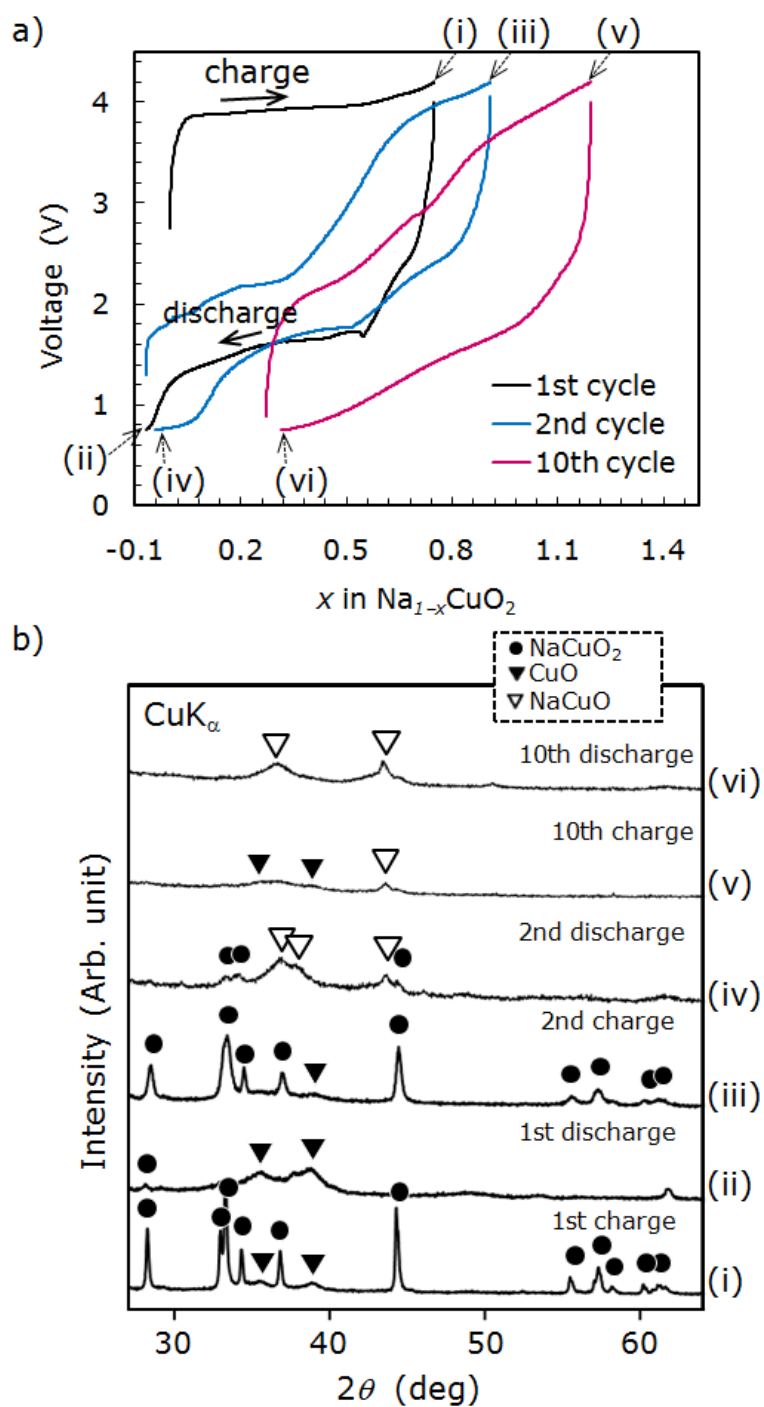 a)
(i)
(iii)
(v)
charge
discharge
Voltage (V)
4
3
2
1
0
1st cycle
2nd cycle
10th cycle
(ii)
(iv)
(vi)
-0.1
0.2
0.5
0.8
1.1
1.4
x in Na1−xCuO2
b)
NaCuO2
CuO
NaCuO
CuKα
10th discharge
(vi)
10th charge
(v)
2nd discharge
(iv)
2nd charge
(iii)
1st discharge
(ii)
1st charge
(i)
Intensity (Arb. unit)
30
40
50
60
2θ (deg)